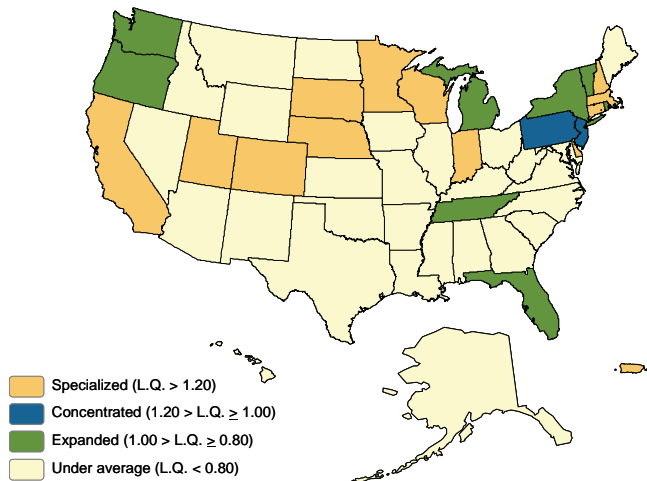 Specialized (L.Q. > 1.20)
Concentrated (1.20 > L.Q. ≥ 1.00)
Expanded (1.00 > L.Q. ≥ 0.80)
Under average (L.Q. < 0.80)